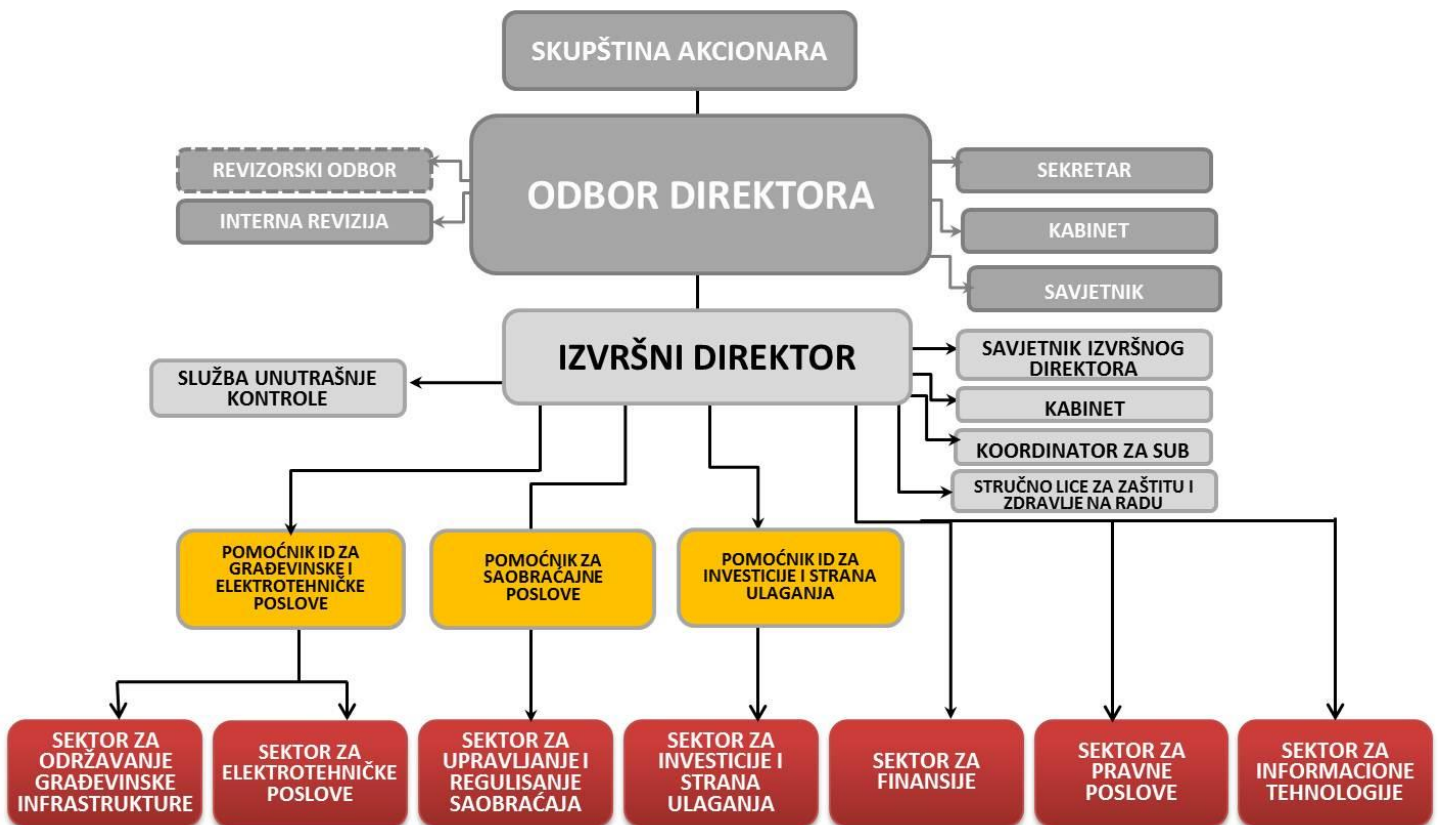 SKUPŠTINA AKCIONARA
REVIZORSKI ODBOR
INTERNA REVIZIJA
ODBOR DIREKTORA
SEKRETAR
KABINET
SAVJETNIK
IZVRŠNI DIREKTOR
SLUŽBA UNUTRAŠNJE
KONTROLE
SAVJETNIK IZVRŠNOG
DIREKTORA
KABINET
KOORDINATOR ZA SUB
STRUČNO LICE ZA ZAŠTITU I
ZDRAVLJE NA RADU
POMOĆNIK ID ZA
GRAĐEVINSKE I
ELEKTROTEHNIČKE
POSLOVE
POMOĆNIK ZA
SAOBRAĆAJNE
POSLOVE
POMOĆNIK ID ZA
INVESTICIJE I STRANA
ULAGANJA
SEKTOR ZA
ODRŽAVANJE
GRAĐEVINSKE
INFRASTRUKTURE
SEKTOR ZA
ELEKTROTEHNIČKE
POSLOVE
SEKTOR ZA
UPRAVLJANJE I
REGULISANJE
SAOBRAĆAJA
SEKTOR ZA
INVESTICIJE I
STRANA
ULAGANJA
SEKTOR ZA
FINANSIJE
SEKTOR ZA
PRAVNE
POSLOVE
SEKTOR ZA
INFORMACIONE
TEHNOLOGIJE